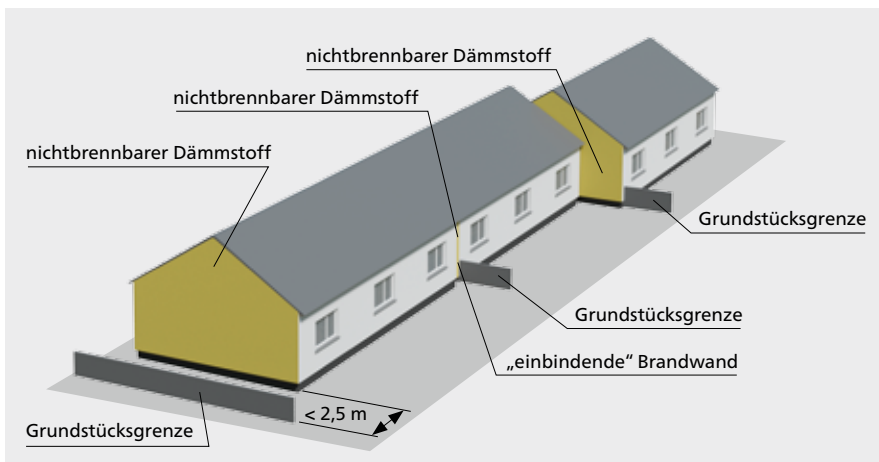 nichtbrennbarer Dämmstoff
nichtbrennbarer Dämmstoff
nichtbrennbarer Dämmstoff
Grundstücksgrenze
Grundstücksgrenze
„einbindende“ Brandwand
< 2,5 m
Grundstücksgrenze